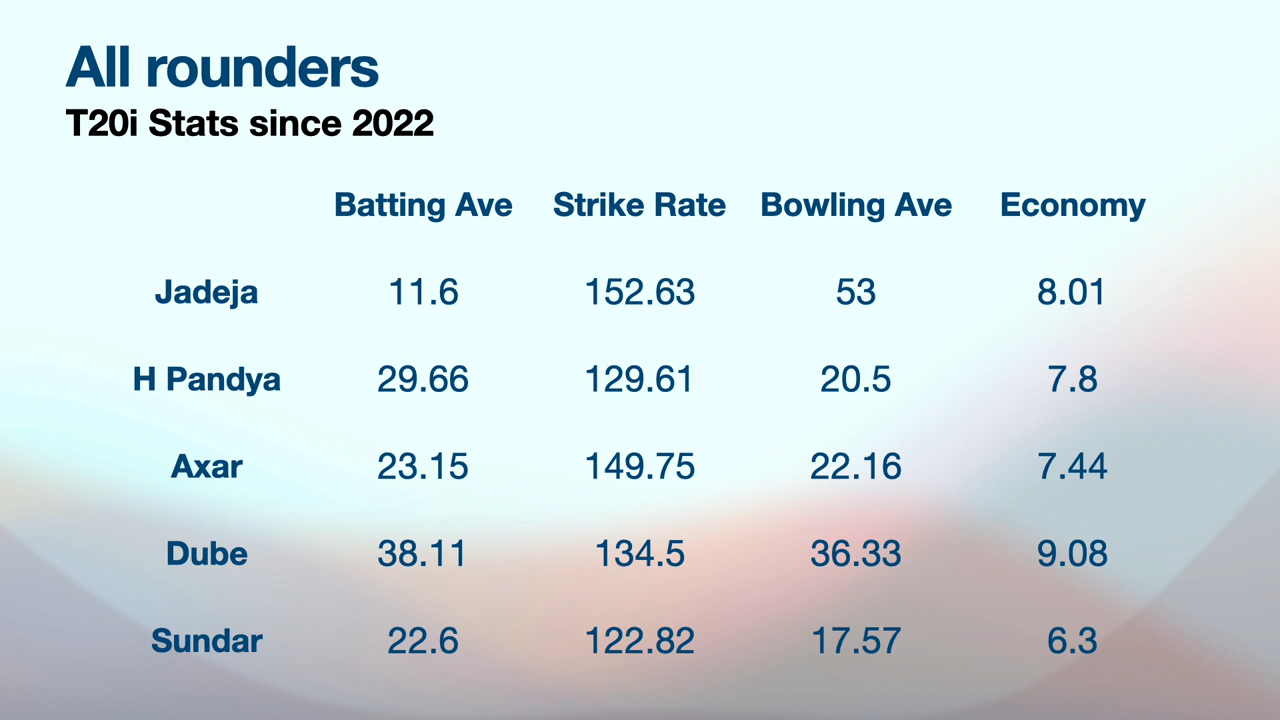 All rounders
T20i Stats since 2022
Batting Ave Strike Rate Bowling Ave Economy
Jadeja 11.6 152.63 53 8.01
H Pandya 29.66 129.61 20.5 7.8
Axar 23.15 149.75 22.16 7.44
Dube 38.11 134.5 36.33 9.08
Sundar 22.6 122.82 17.57 6.3